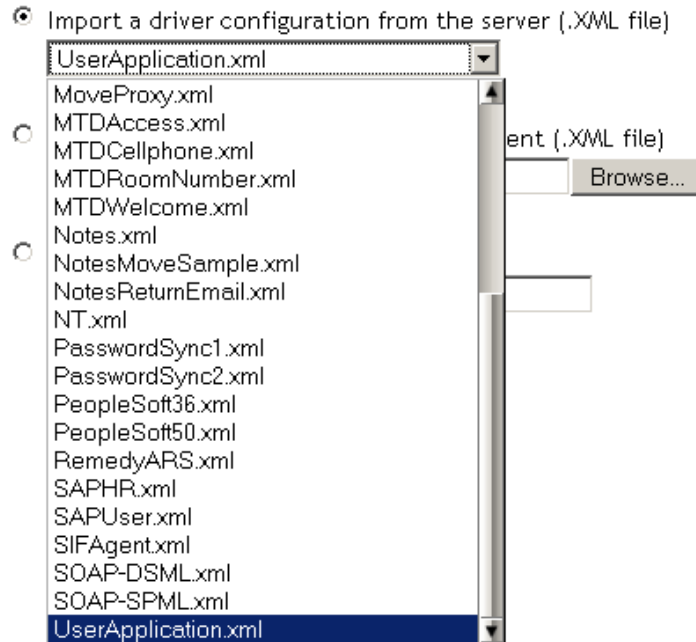 Import a driver configuration from the server (.XML file)
UserApplication.xml
MoveProxy.xml
MTDAccess.xml
ent (.XML file)
MTDCellphone.xml
MTDRoomNumber.xml
Browse...
MTDWelcome.xml
Notes.xml
NotesMoveSample.xml
NotesReturnEmail.xml
NT.xml
PasswordSync1.xml
PasswordSync2.xml
PeopleSoft36.xml
PeopleSoft50.xml
RemedyARS.xml
SAPHR.xml
SAPUser.xml
SIFAgent.xml
SOAP-DSML.xml
SOAP-SPML.xml
UserApplication.xml